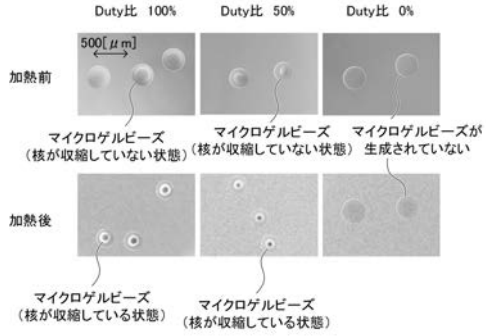 Duty比 100%
Duty比 50%
Duty比 0%
500[μm]
加熱前
マイクロゲルビーズ
(核が収縮していない状態)
マイクロゲルビーズ
(核が収縮していない状態)
マイクロゲルビーズが
生成されていない
加熱後
マイクロゲルビーズ
(核が収縮している状態)
マイクロゲルビーズ
(核が収縮している状態)